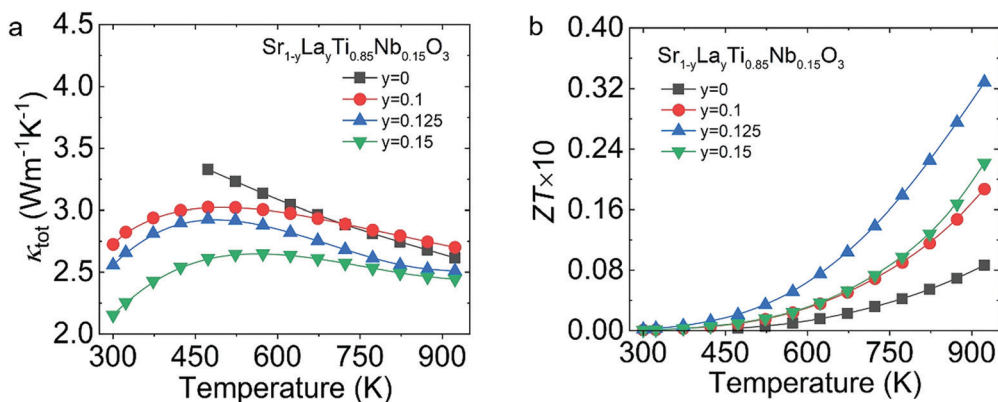 a
4.5
4.0
3.5
3.0
2.5
2.0
κtot (Wm⁻¹K⁻¹)
Sr₁₋yLayTi₀.₈₅Nb₀.₁₅O₃
y=0
y=0.1
y=0.125
y=0.15
300 450 600 750 900
Temperature (K)
b
0.40
0.32
0.24
0.16
0.08
0.00
ZT×10
Sr₁₋yLayTi₀.₈₅Nb₀.₁₅O₃
y=0
y=0.1
y=0.125
y=0.15
300 450 600 750 900
Temperature (K)